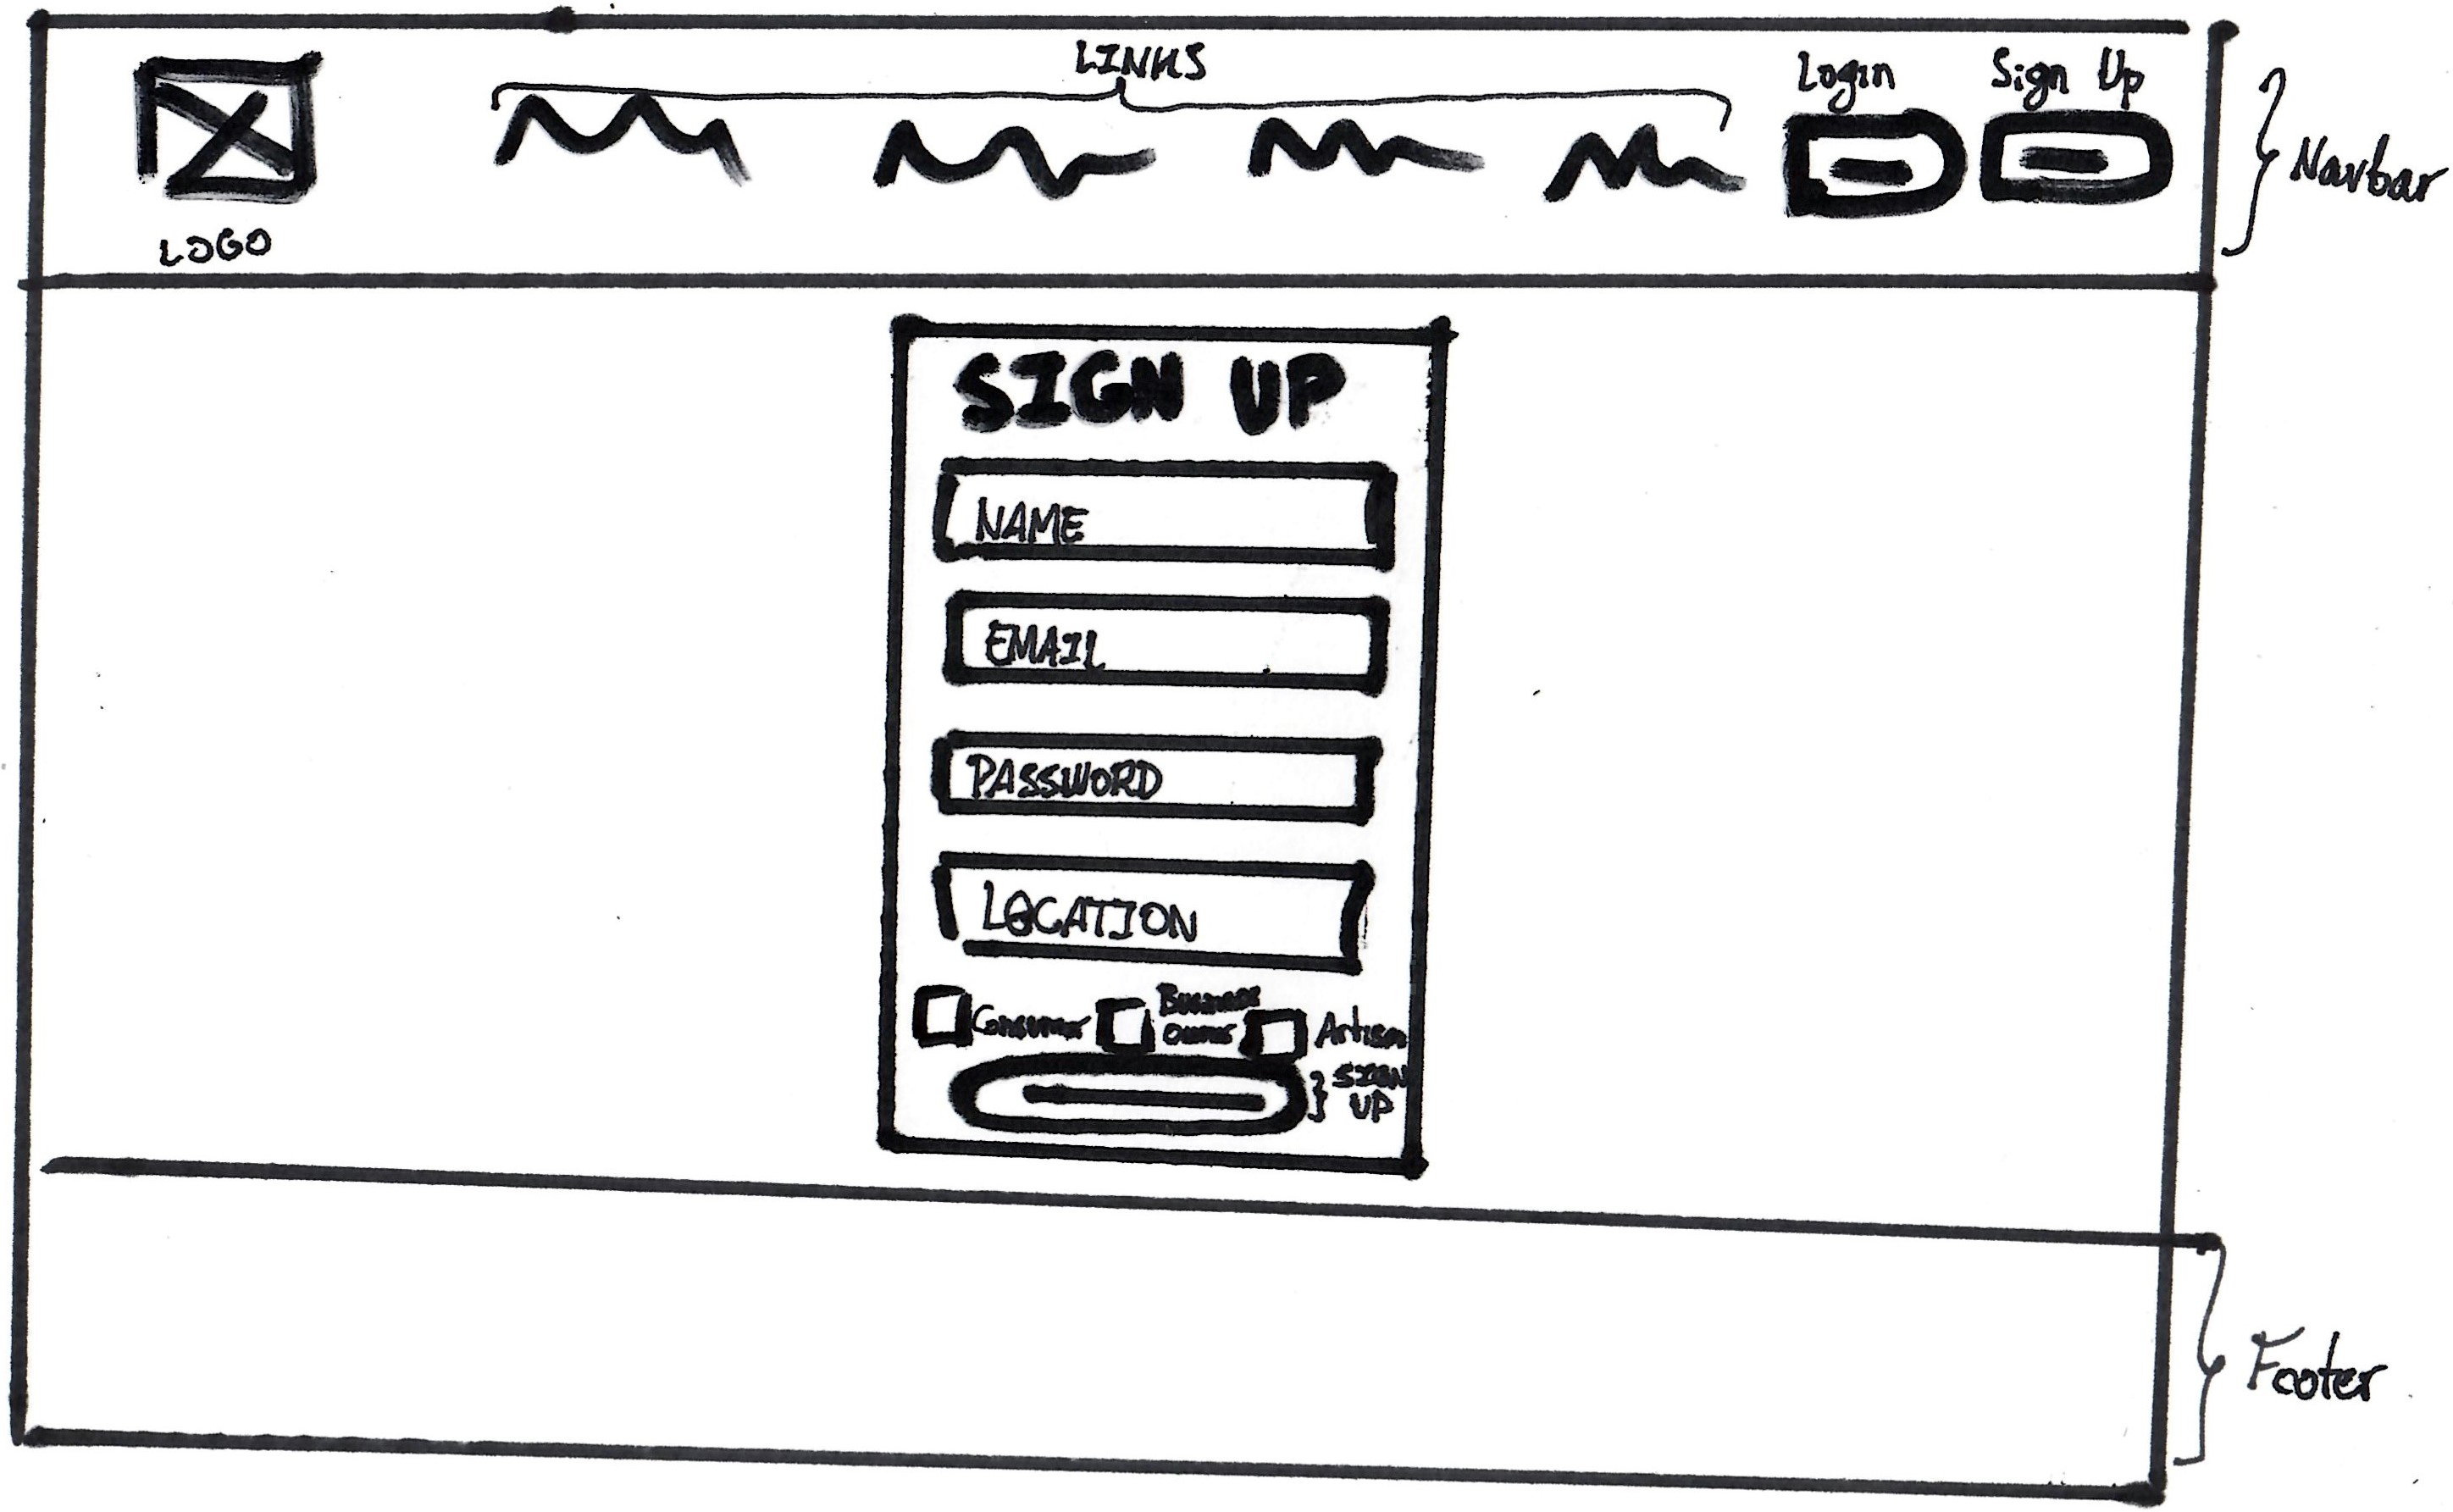 LINKS
Login
Sign Up
Navbar
LOGO
SIGN UP
NAME
EMAIL
PASSWORD
LOCATION
Consumer
Business
Owner
Artisan
SIGN
UP
Footer